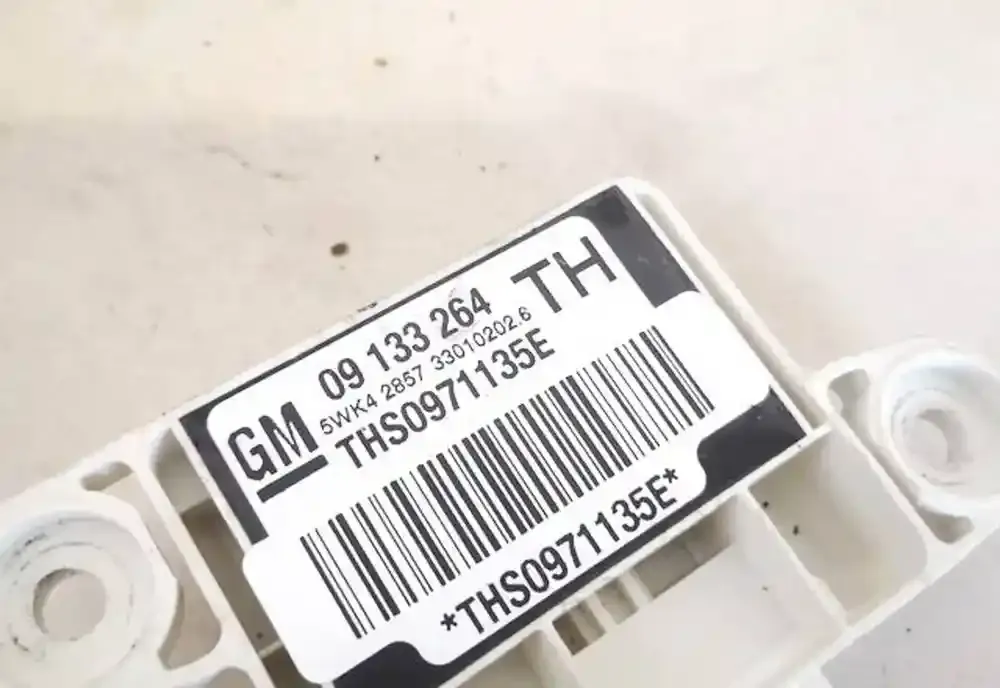 GM
09 133 264
TH
5WK4 2857 33010202.6
THS0971135E
*THS0971135E*